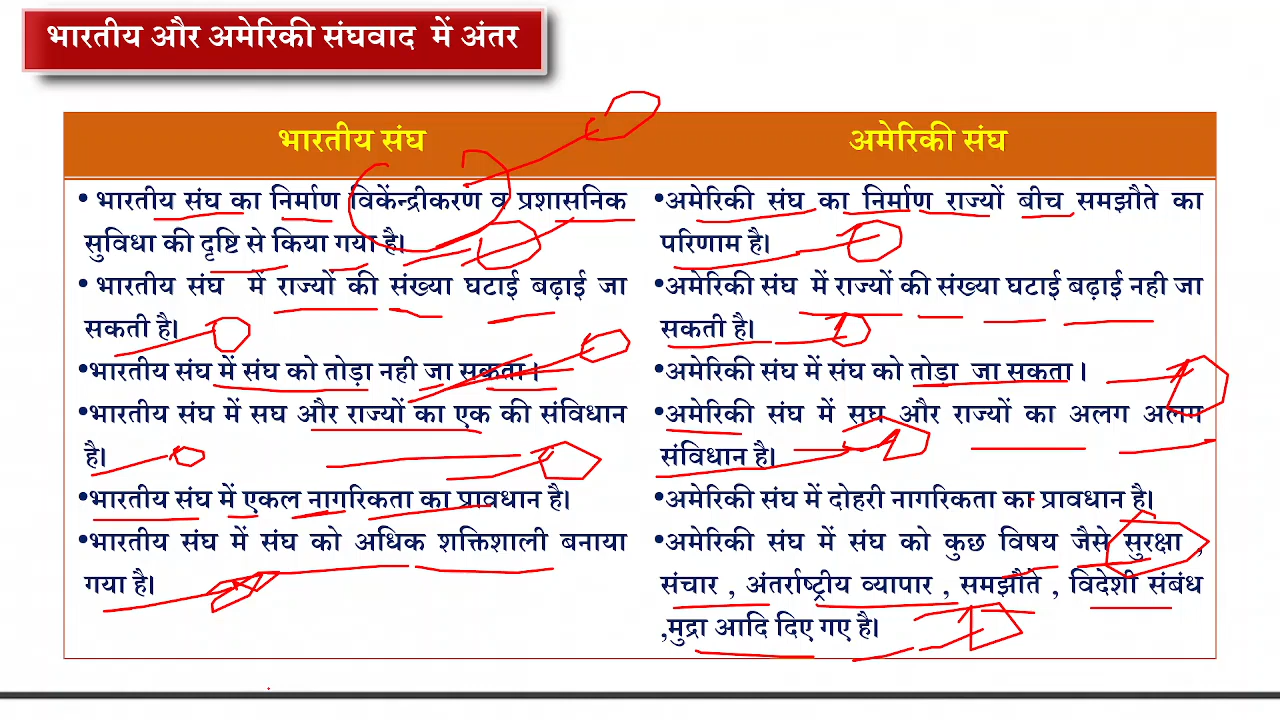 भारतीय और अमेरिकी संघवाद में अंतर
भारतीय संघ
• भारतीय संघ का निर्माण विकेंन्द्रीकरण व प्रशासनिक
सुविधा की दृष्टि से किया गया है।
• भारतीय संघ में राज्यों की संख्या घटाई बढ़ाई जा
सकती है।
•भारतीय संघ में संघ को तोड़ा नही जा सकता ।
•भारतीय संघ में सघ और राज्यों का एक की संविधान
है।
•भारतीय संघ में एकल नागरिकता का प्रावधान है।
•भारतीय संघ में संघ को अधिक शक्तिशाली बनाया
गया है।
अमेरिकी संघ
•अमेरिकी संघ का निर्माण राज्यों बीच समझौते का
परिणाम है।
•अमेरिकी संघ में राज्यों की संख्या घटाई बढ़ाई नही जा
सकती है।
•अमेरिकी संघ में संघ को तोड़ा जा सकता ।
•अमेरिकी संघ में सघ और राज्यों का अलग अलग
संविधान है।
•अमेरिकी संघ में दोहरी नागरिकता का प्रावधान है।
•अमेरिकी संघ में संघ को कुछ विषय जैसे सुरक्षा ,
संचार , अंतर्राष्ट्रीय व्यापार , समझौते , विदेशी संबंध
,मुद्रा आदि दिए गए है।